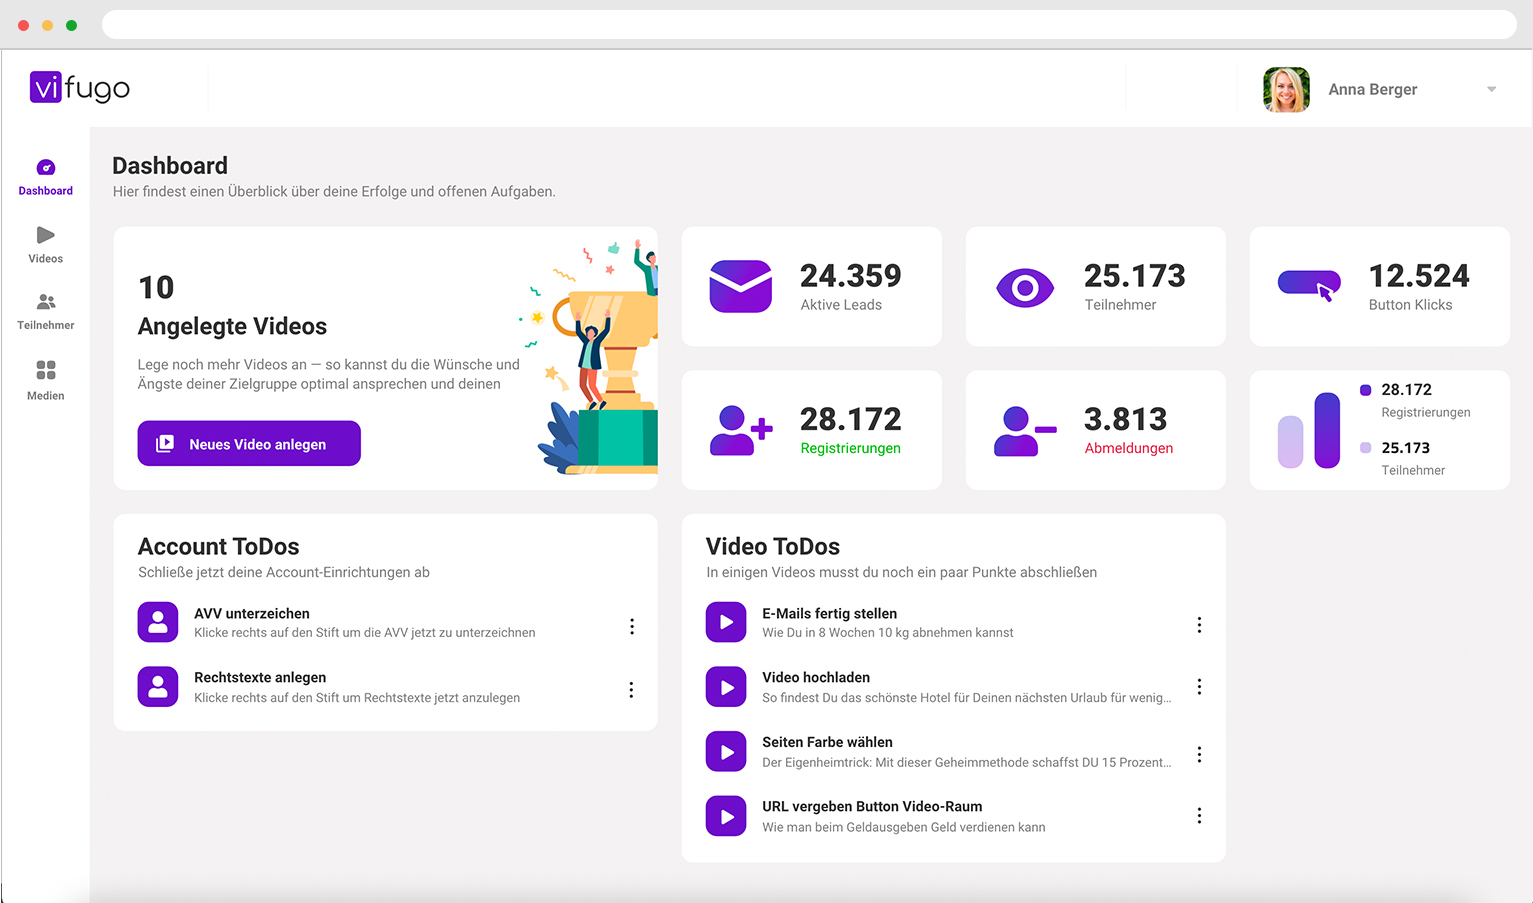 vifugo
Anna Berger
Dashboard
Videos
Teilnehmer
Medien
Dashboard
Hier findest einen Überblick über deine Erfolge und offenen Aufgaben.
10
Angelegte Videos
Lege noch mehr Videos an — so kannst du die Wünsche und
Ängste deiner Zielgruppe optimal ansprechen und deinen
Neues Video anlegen
24.359
Aktive Leads
25.173
Teilnehmer
12.524
Button Klicks
28.172
Registrierungen
3.813
Abmeldungen
28.172
Registrierungen
25.173
Teilnehmer
Account ToDos
Schließe jetzt deine Account-Einrichtungen ab
AVV unterzeichen
Klicke rechts auf den Stift um die AVV jetzt zu unterzeichnen
Rechtstexte anlegen
Klicke rechts auf den Stift um Rechtstexte jetzt anzulegen
Video ToDos
In einigen Videos musst du noch ein paar Punkte abschließen
E-Mails fertig stellen
Wie Du in 8 Wochen 10 kg abnehmen kannst
Video hochladen
So findest Du das schönste Hotel für Deinen nächsten Urlaub für wenig...
Seiten Farbe wählen
Der Eigenheimtrick: Mit dieser Geheimmethode schaffst DU 15 Prozent...
URL vergeben Button Video-Raum
Wie man beim Geldausgeben Geld verdienen kann